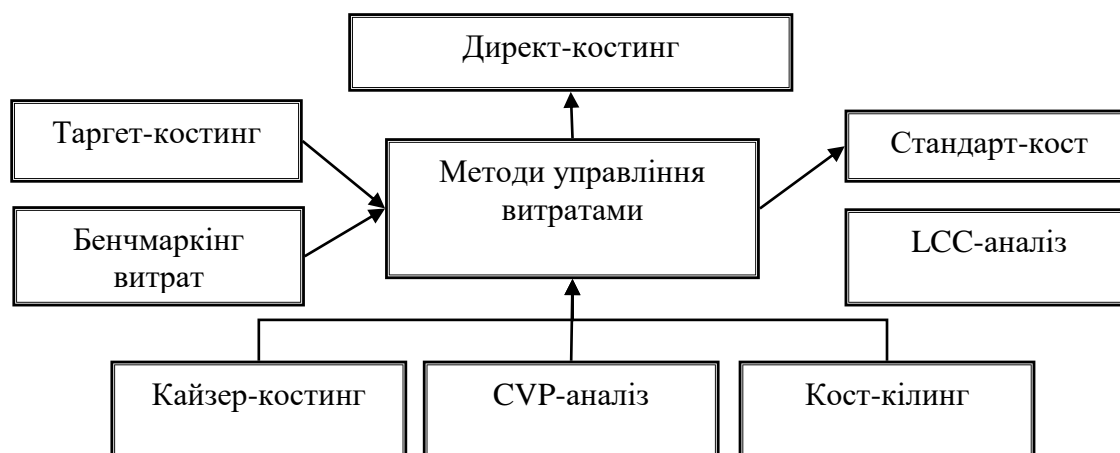 Директ-костинг
Таргет-костинг
Методи управління
витратами
Стандарт-кост
Бенчмаркінг
витрат
LCC-аналіз
Кайзер-костинг
CVP-аналіз
Кост-кілинг